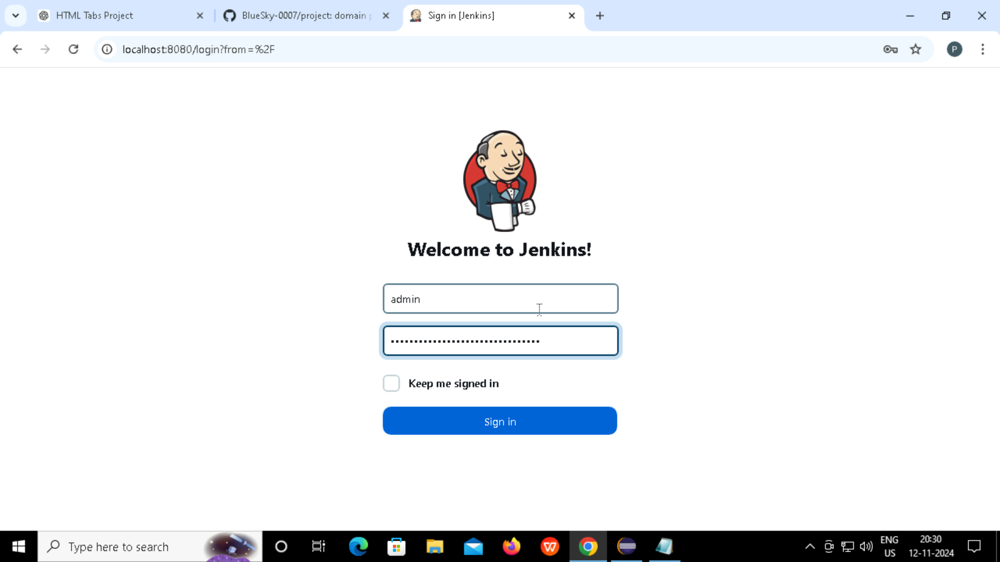 HTML Tabs Project
BlueSky-0007/project: domain p
Sign in [Jenkins]
localhost:8080/login?from=%2F
P
Welcome to Jenkins!
admin
Keep me signed in
Sign in
Type here to search
ENG
US
20:30
12-11-2024